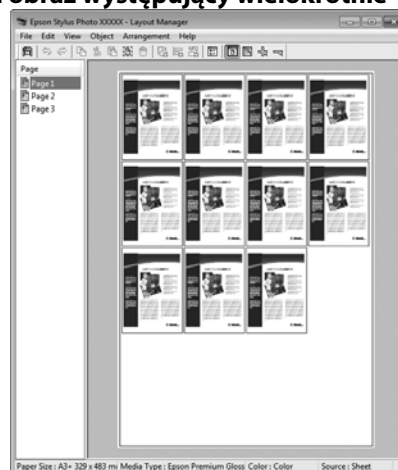 obraz występujący wielokrotnie
Epson Stylus Photo XXXXX - Layout Manager
File Edit View Object Arrangement Help
Page
Page 1
Page 2
Page 3
Paper Size : A3+ 329 x 483 mi Media Type : Epson Premium Gloss Color : Color Source : Sheet